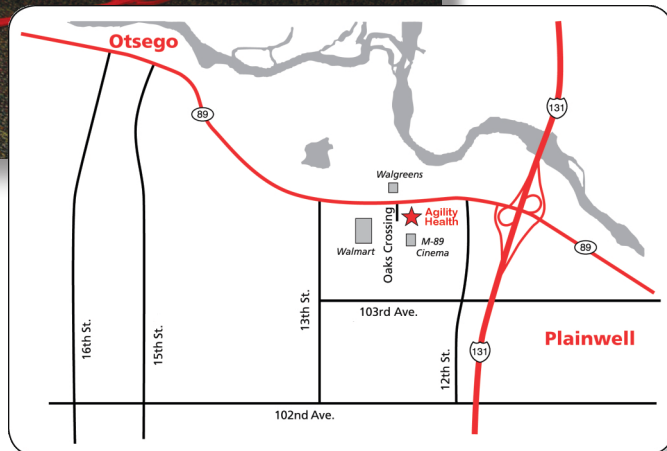 Otsego
131
89
Walgreens
Agility
Health
Oaks Crossing
M-89
Cinema
Walmart
89
13th St.
103rd Ave.
16th St.
15th St.
12th St.
131
Plainwell
102nd Ave.